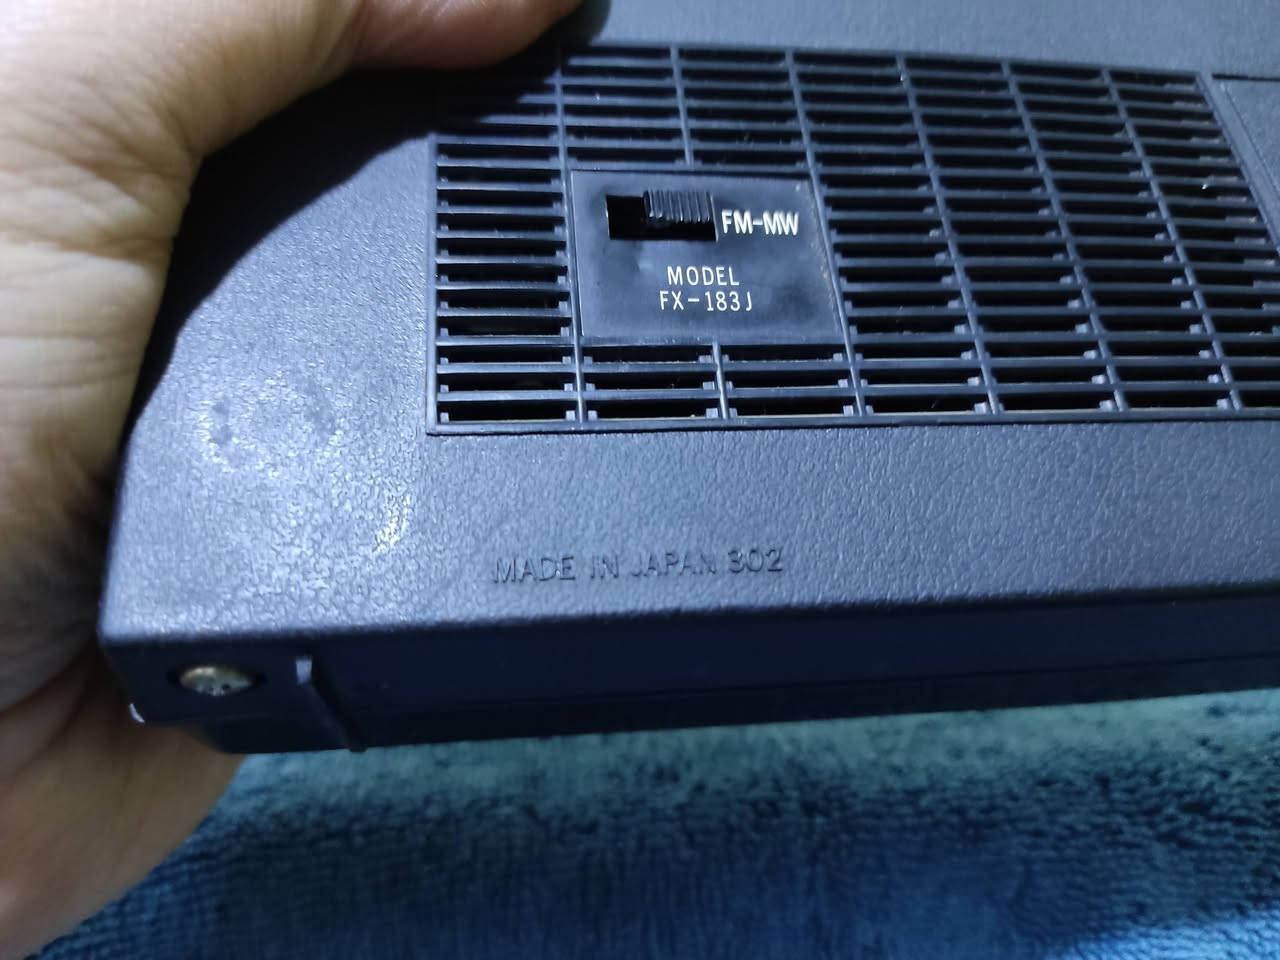 FM-MW
MODEL
FX-183J
MADE IN JAPAN 302